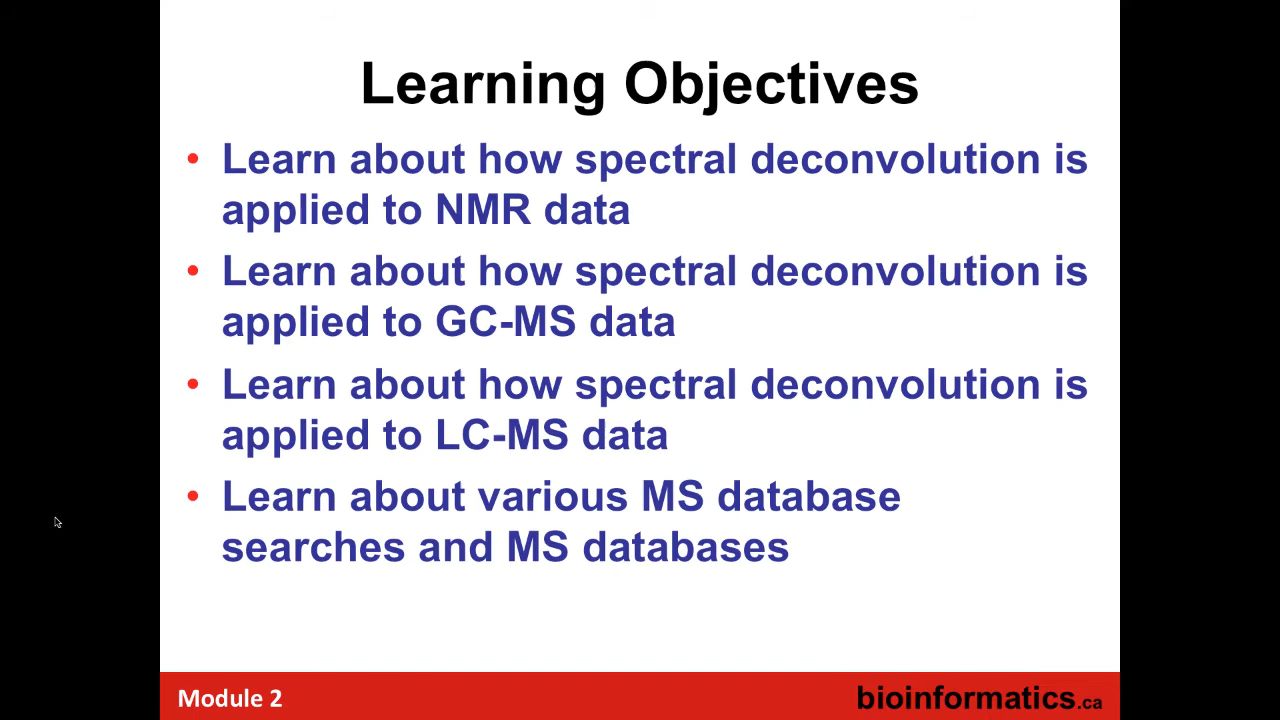 Learning Objectives
• Learn about how spectral deconvolution is
applied to NMR data
• Learn about how spectral deconvolution is
applied to GC-MS data
• Learn about how spectral deconvolution is
applied to LC-MS data
• Learn about various MS database
searches and MS databases
Module 2
bioinformatics.ca